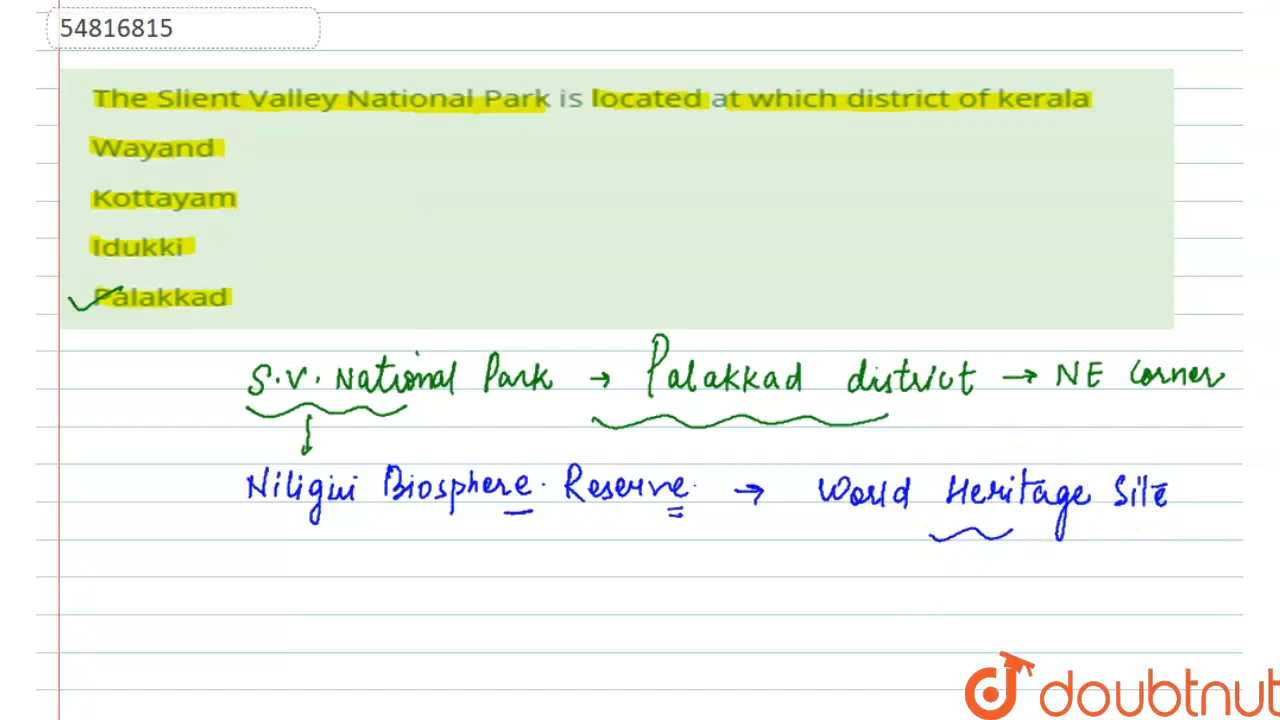 54816815
The Slient Valley National Park is located at which district of kerala
Wayand
Kottayam
Idukki
Palakkad
S.V. National Park → Palakkad district → NE Corner
Niligiri Biosphere Reserve → World Heritage Site
doubtnut